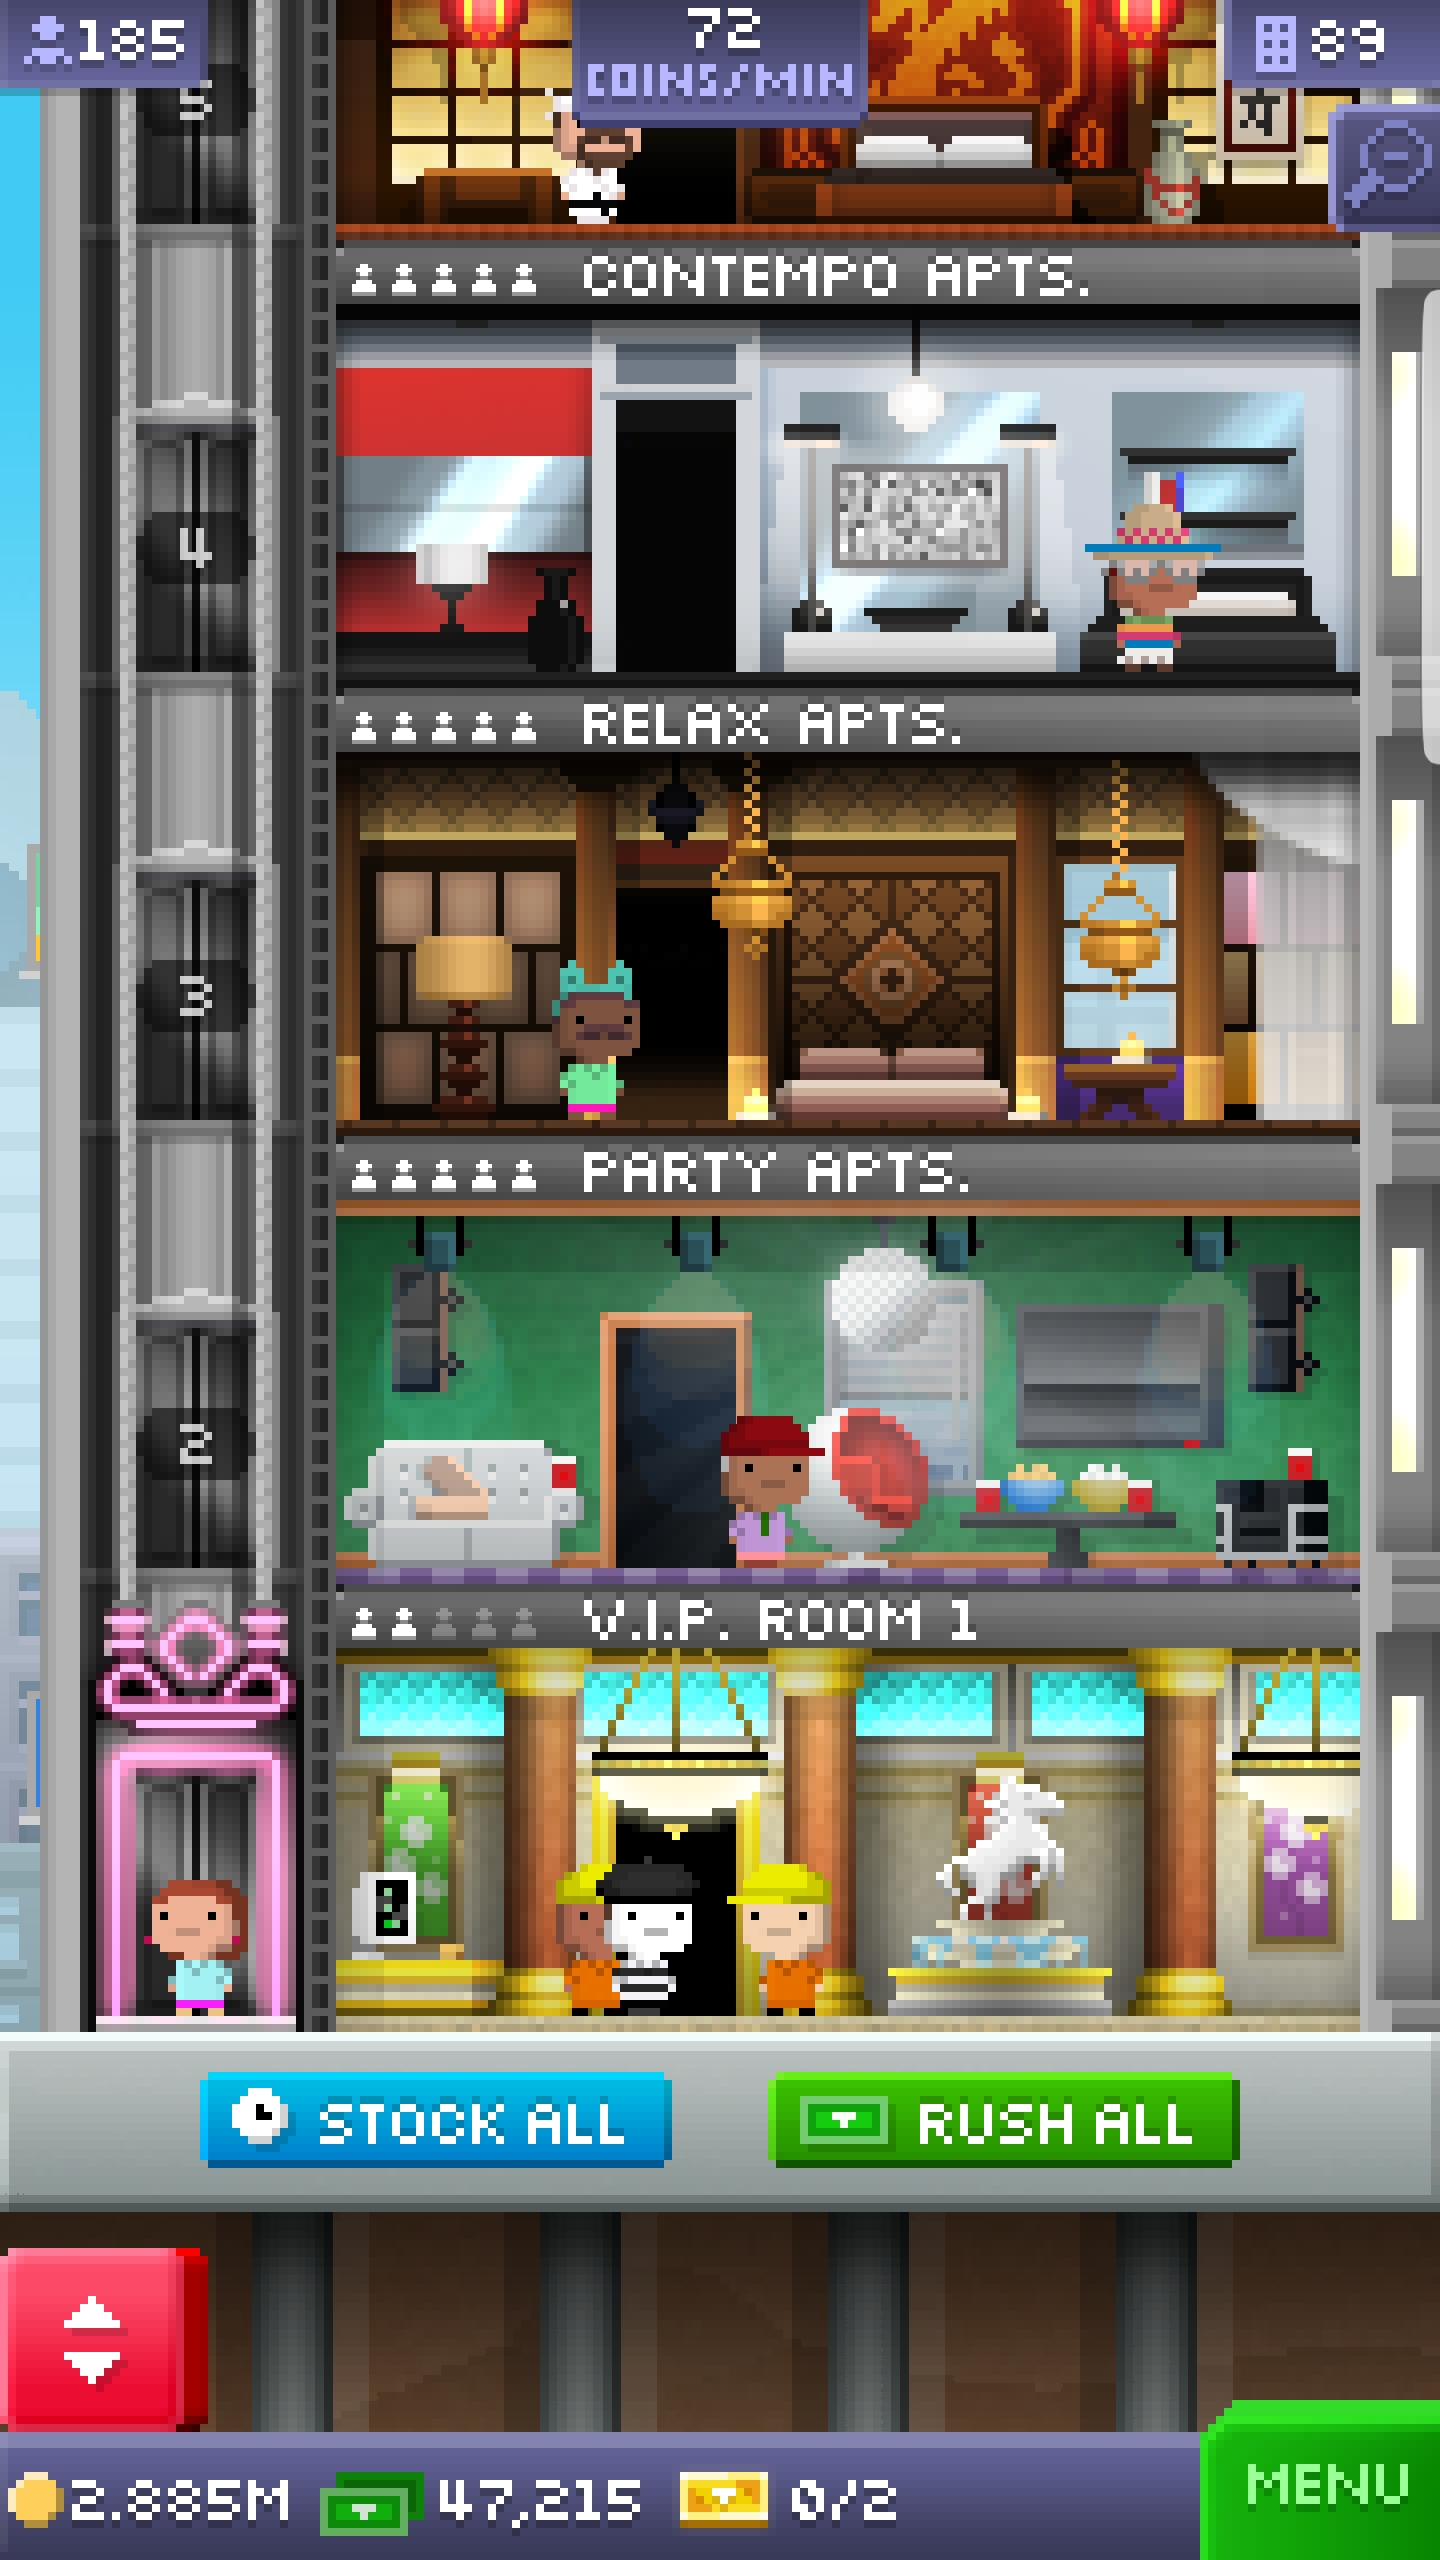 185
72
COINS/MIN
89
5
CONTEMPO APTS.
4
RELAX APTS.
3
PARTY APTS.
2
V.I.P. ROOM 1
STOCK ALL
RUSH ALL
2.885M
47,215
0/2
MENU